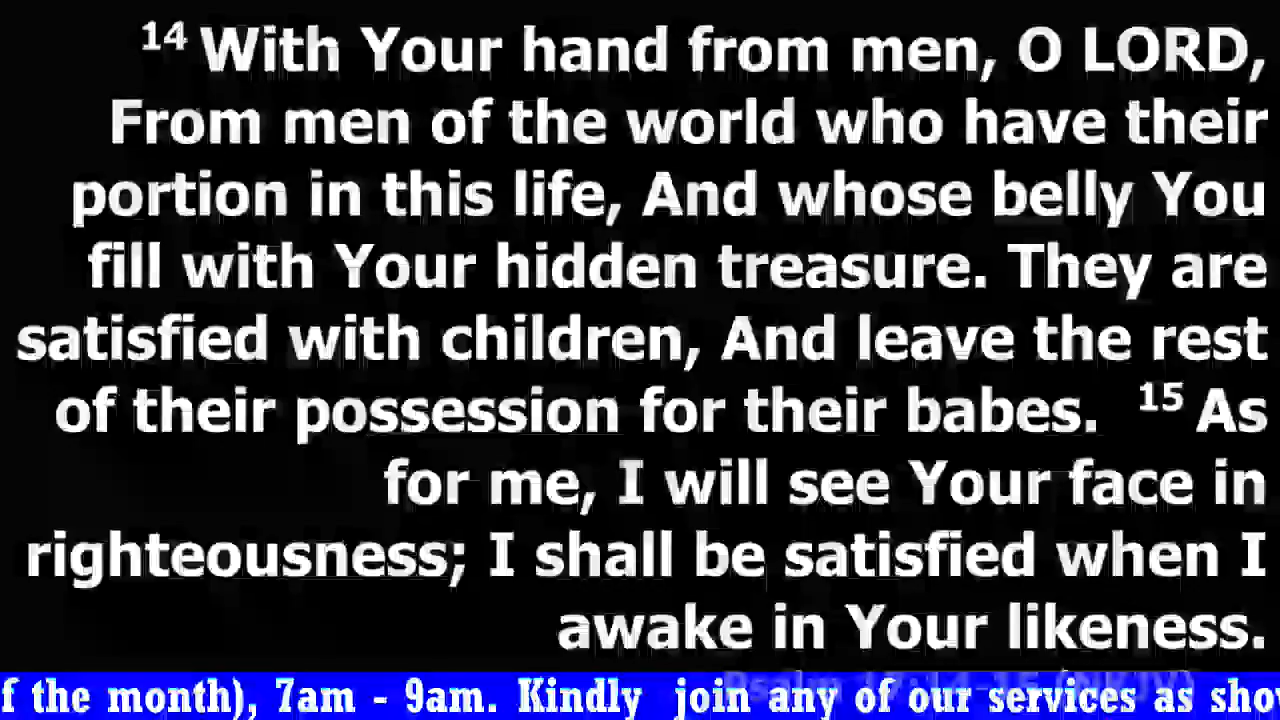 14 With Your hand from men, O LORD,
From men of the world who have their
portion in this life, And whose belly You
fill with Your hidden treasure. They are
satisfied with children, And leave the rest
of their possession for their babes. 15 As
for me, I will see Your face in
righteousness; I shall be satisfied when I
awake in Your likeness.
f the month), 7am - 9am. Kindly join any of our services as sho